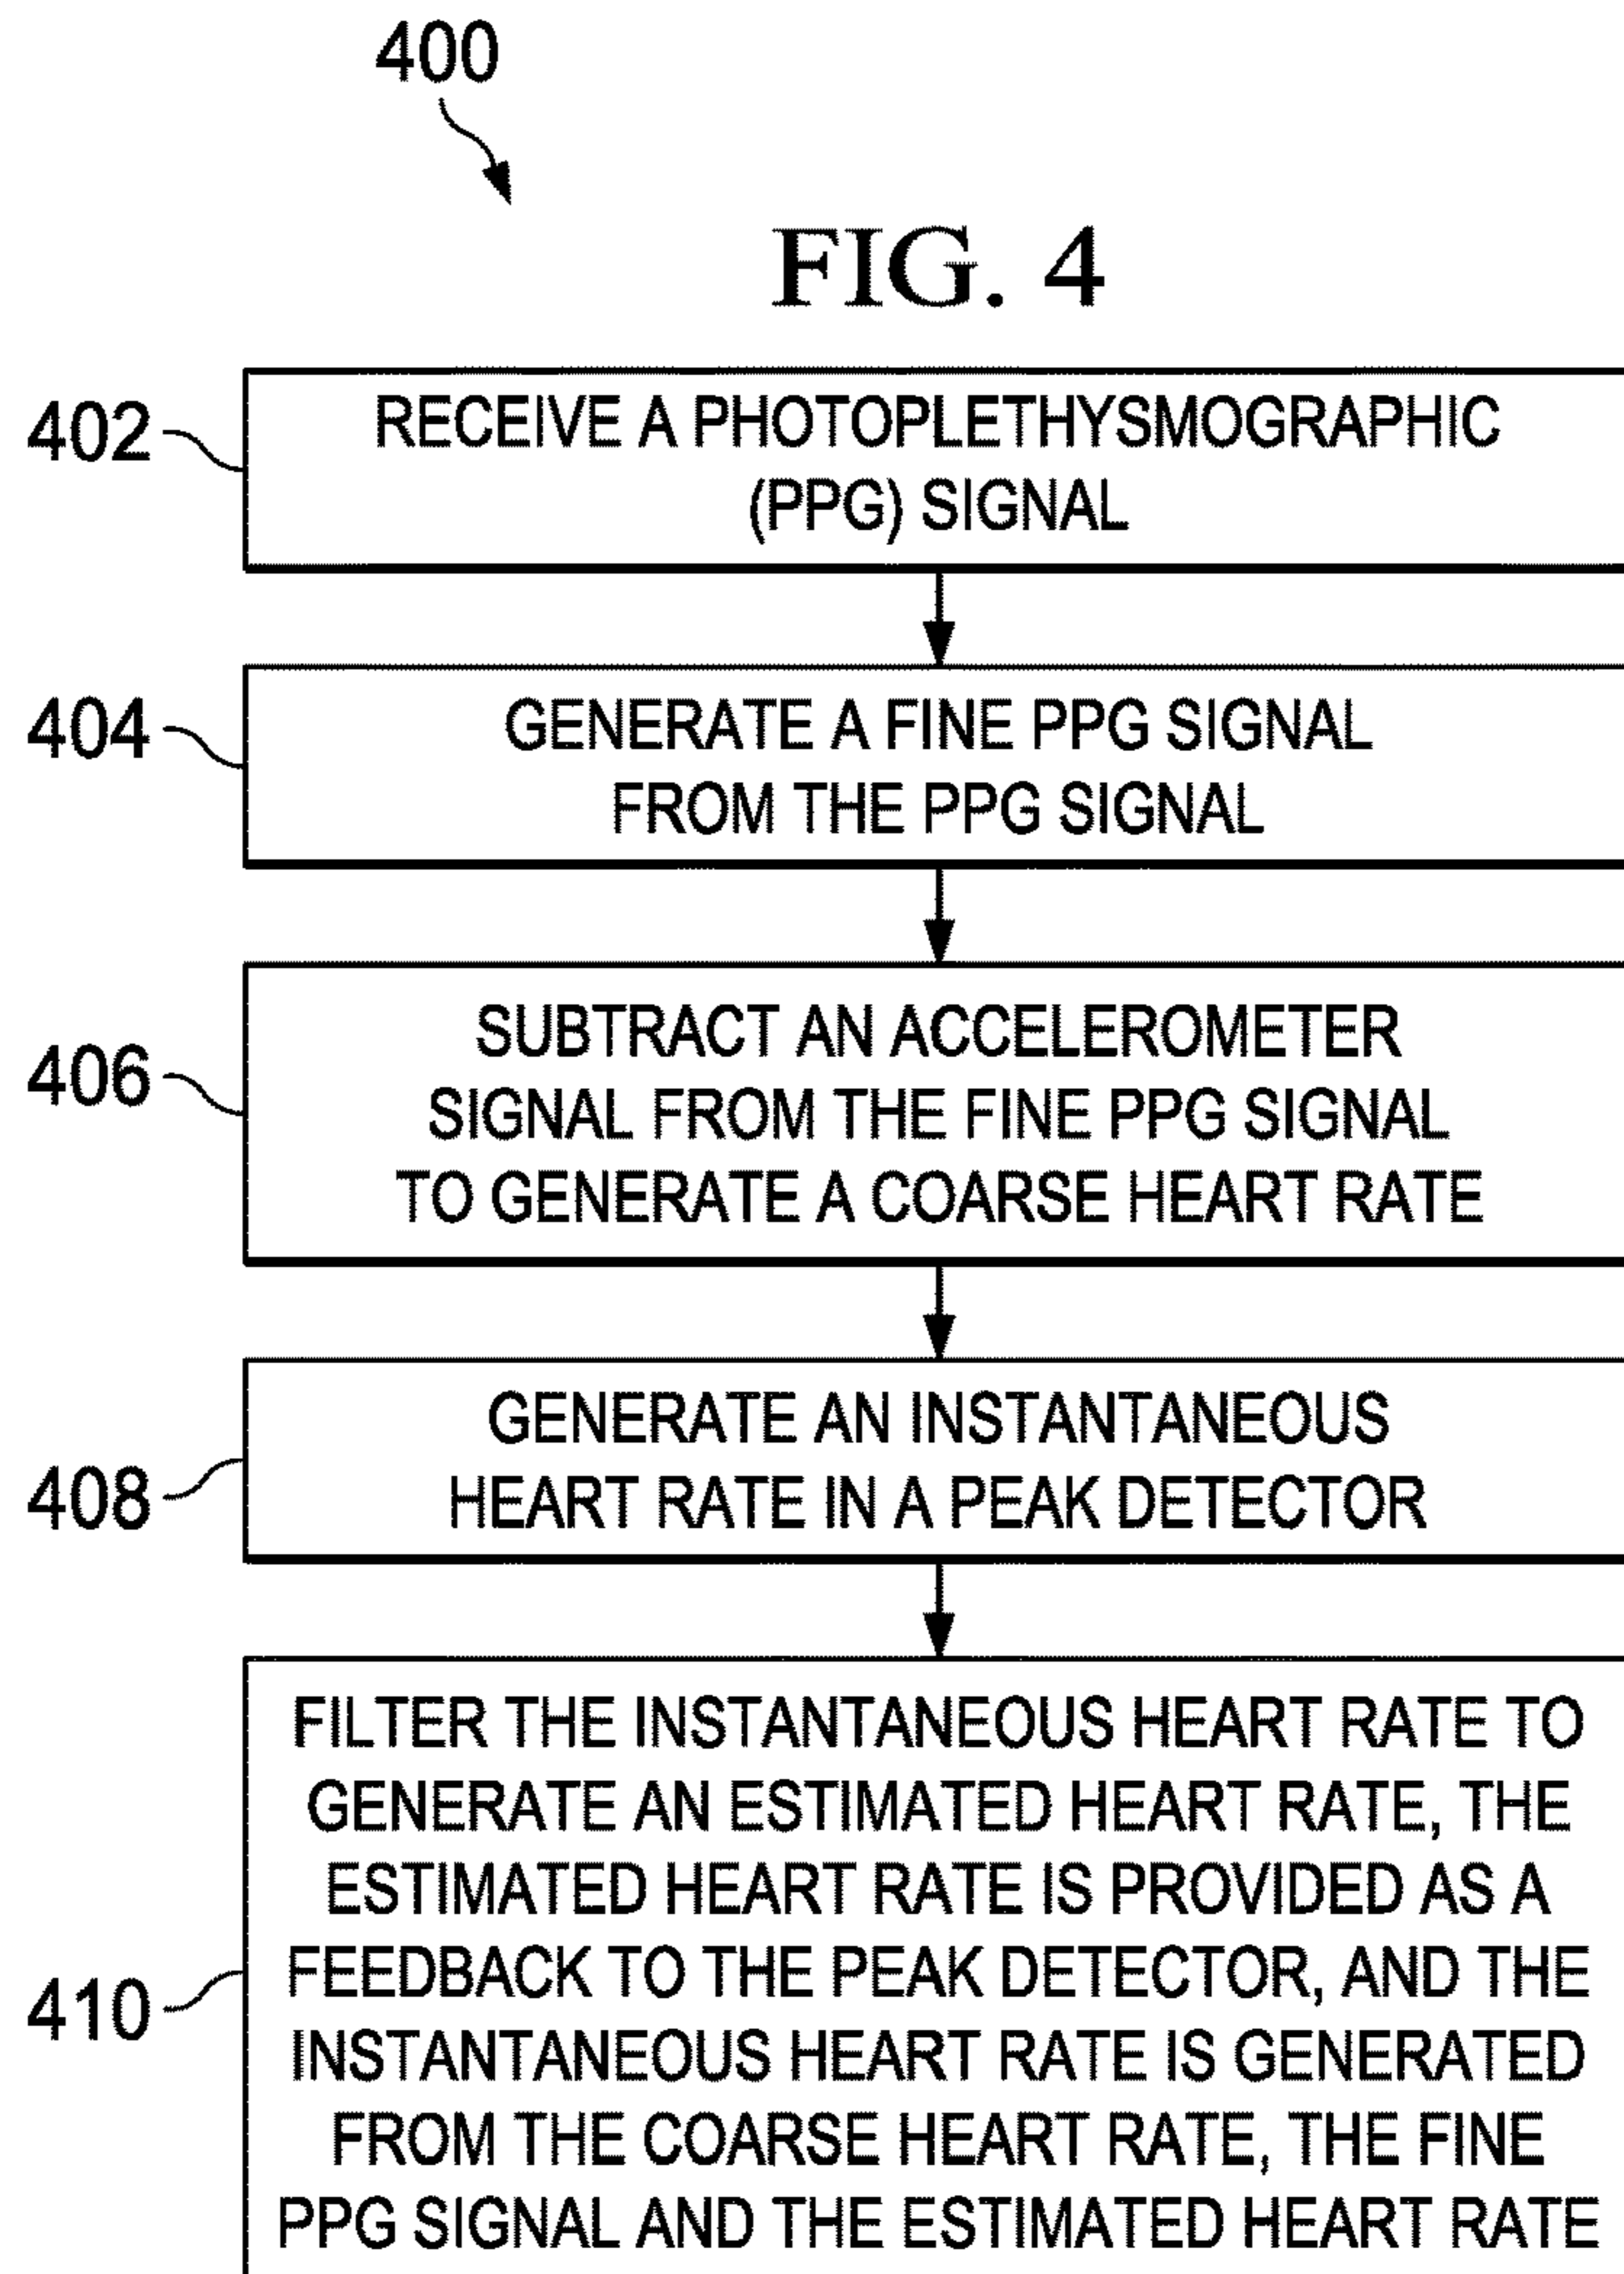 400
FIG. 4
402
RECEIVE A PHOTOPLETHYSMOGRAPHIC
(PPG) SIGNAL
404
GENERATE A FINE PPG SIGNAL
FROM THE PPG SIGNAL
406
SUBTRACT AN ACCELEROMETER
SIGNAL FROM THE FINE PPG SIGNAL
TO GENERATE A COARSE HEART RATE
408
GENERATE AN INSTANTANEOUS
HEART RATE IN A PEAK DETECTOR
410
FILTER THE INSTANTANEOUS HEART RATE TO
GENERATE AN ESTIMATED HEART RATE, THE
ESTIMATED HEART RATE IS PROVIDED AS A
FEEDBACK TO THE PEAK DETECTOR, AND THE
INSTANTANEOUS HEART RATE IS GENERATED
FROM THE COARSE HEART RATE, THE FINE
PPG SIGNAL AND THE ESTIMATED HEART RATE